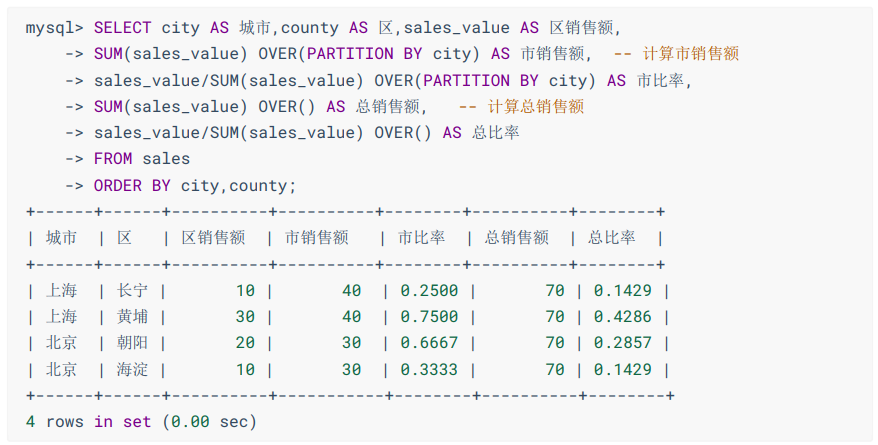 mysql> SELECT city AS 城市,county AS 区,sales_value AS 区销售额,
-> SUM(sales_value) OVER(PARTITION BY city) AS 市销售额, -- 计算市销售额
-> sales_value/SUM(sales_value) OVER(PARTITION BY city) AS 市比率,
-> SUM(sales_value) OVER() AS 总销售额, -- 计算总销售额
-> sales_value/SUM(sales_value) OVER() AS 总比率
-> FROM sales
-> ORDER BY city,county;
+------+------+----------+----------+--------+----------+--------+
| 城市 | 区 | 区销售额 | 市销售额 | 市比率 | 总销售额 | 总比率 |
+------+------+----------+----------+--------+----------+--------+
| 上海 | 长宁 | 10 | 40 | 0.2500 | 70 | 0.1429 |
| 上海 | 黄埔 | 30 | 40 | 0.7500 | 70 | 0.4286 |
| 北京 | 朝阳 | 20 | 30 | 0.6667 | 70 | 0.2857 |
| 北京 | 海淀 | 10 | 30 | 0.3333 | 70 | 0.1429 |
+------+------+----------+-----------+--------+----------+--------+
4 rows in set (0.00 sec)